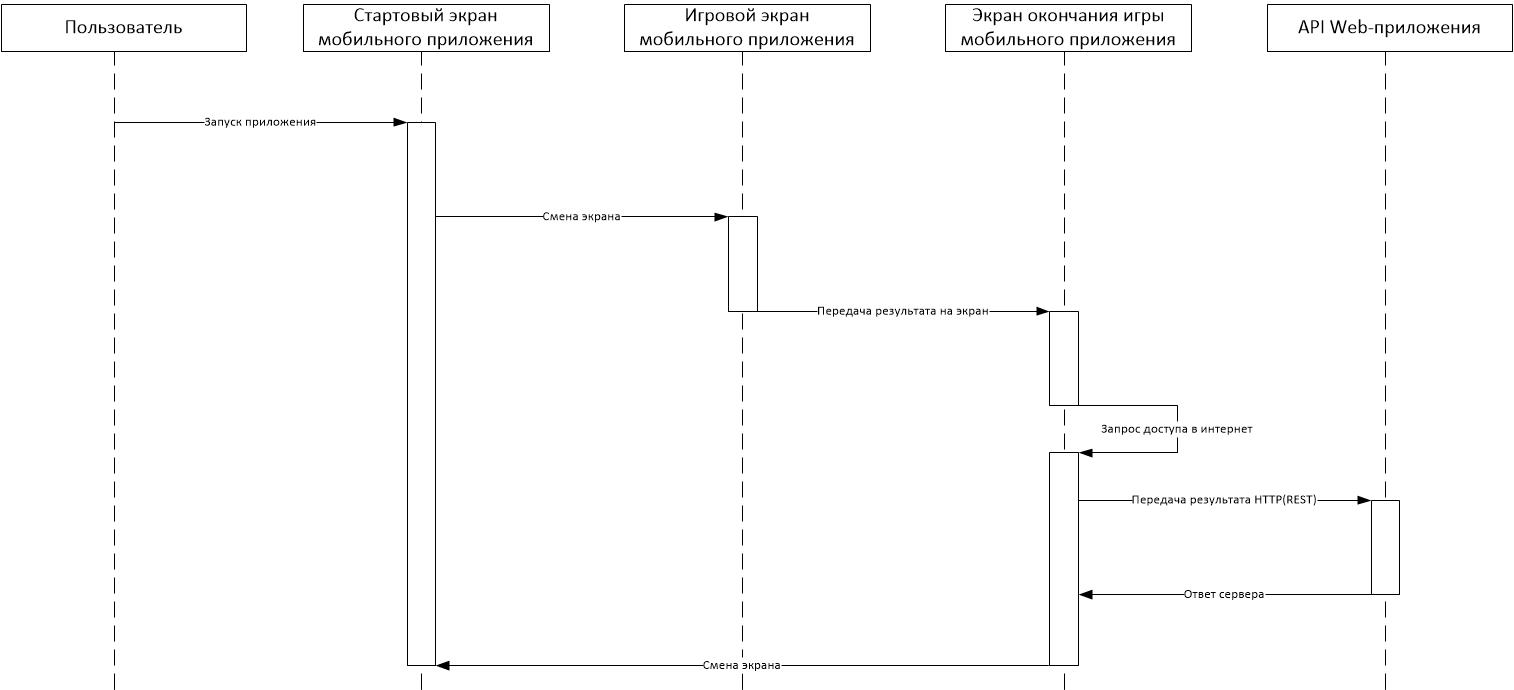 Пользователь
Стартовый экран
мобильного приложения
Игровой экран
мобильного приложения
Экран окончания игры
мобильного приложения
API Web-приложения
Запуск приложения
Смена экрана
Передача результата на экран
Запрос доступа в интернет
Передача результата HTTP(REST)
Ответ сервера
Смена экрана